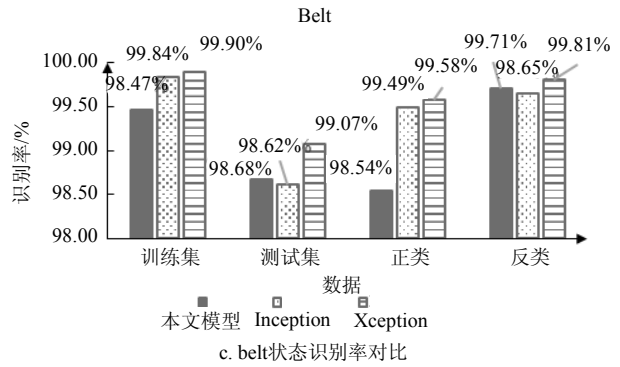 Belt
99.84% 99.90%
98.47%
98.68% 98.62% 99.07%
98.54% 99.49% 99.58%
99.71% 98.65% 99.81%
识别率/%
100.00
99.50
99.00
98.50
98.00
训练集 测试集 正类 反类
数据
本文模型 Inception Xception
c. belt状态识别率对比